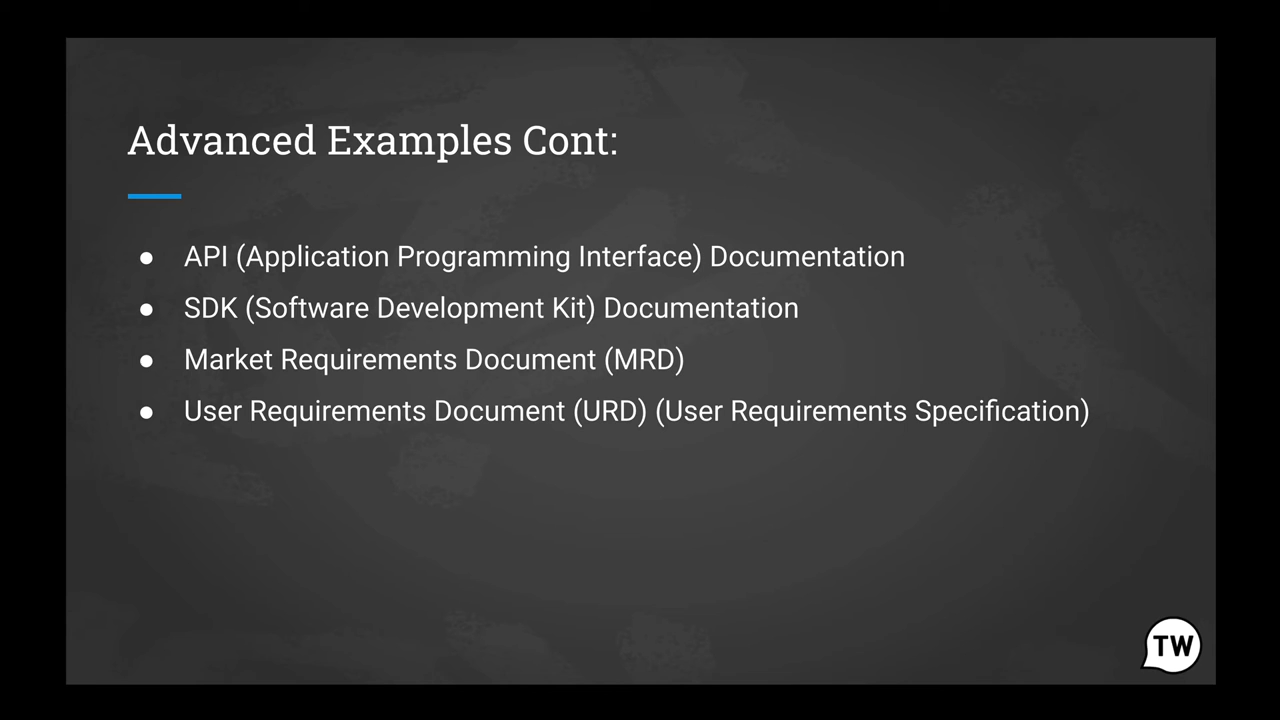 Advanced Examples Cont:
● API (Application Programming Interface) Documentation
● SDK (Software Development Kit) Documentation
● Market Requirements Document (MRD)
● User Requirements Document (URD) (User Requirements Specification)
TW